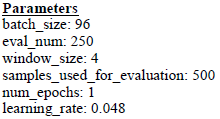 Parameters
batch_size: 96
eval_num: 250
window_size: 4
samples_used_for_evaluation: 500
num_epochs: 1
learning_rate: 0.048